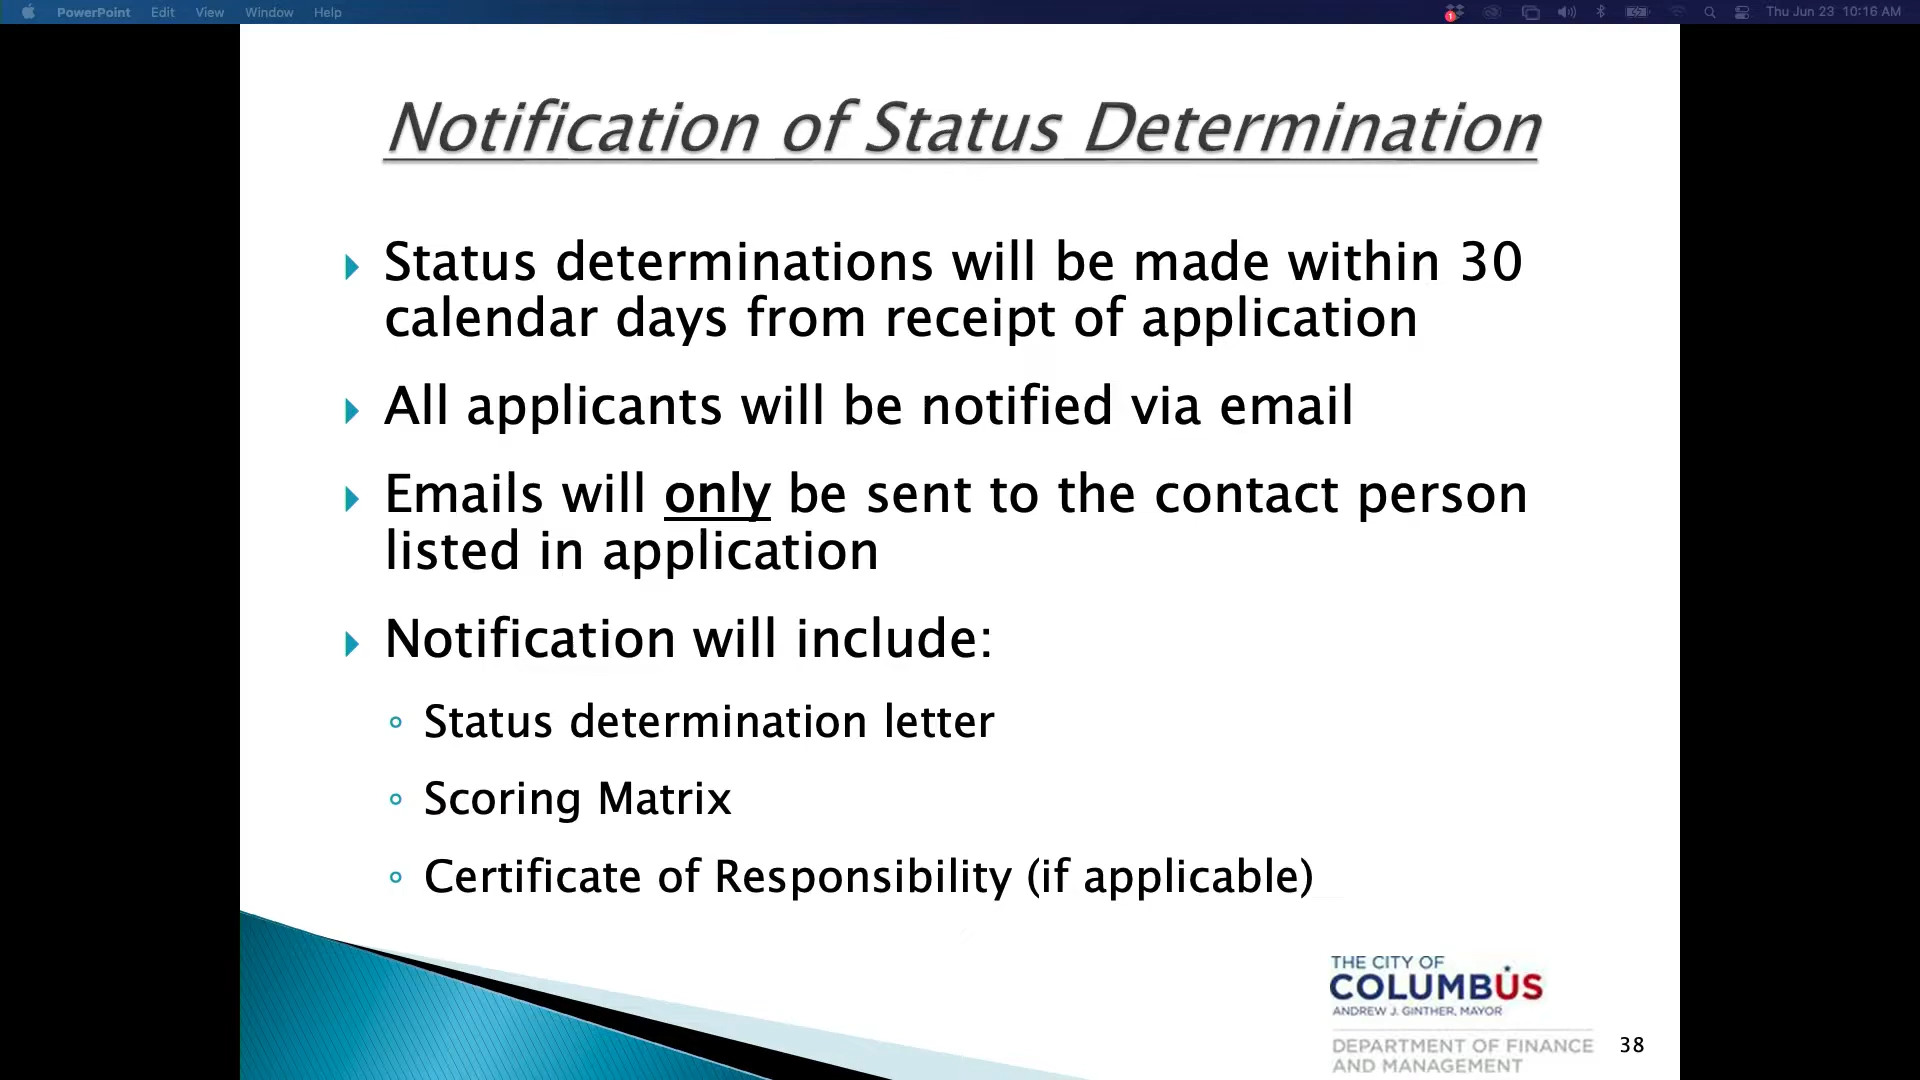 PowerPoint Edit View Window Help 1 Thu Jun 23 10:16 AM
Notification of Status Determination
Status determinations will be made within 30
calendar days from receipt of application
All applicants will be notified via email
Emails will only be sent to the contact person
listed in application
Notification will include:
Status determination letter
Scoring Matrix
Certificate of Responsibility (if applicable)
THE CITY OF
COLUMBUS
ANDREW J. GINTHER, MAYOR
DEPARTMENT OF FINANCE
AND MANAGEMENT
38